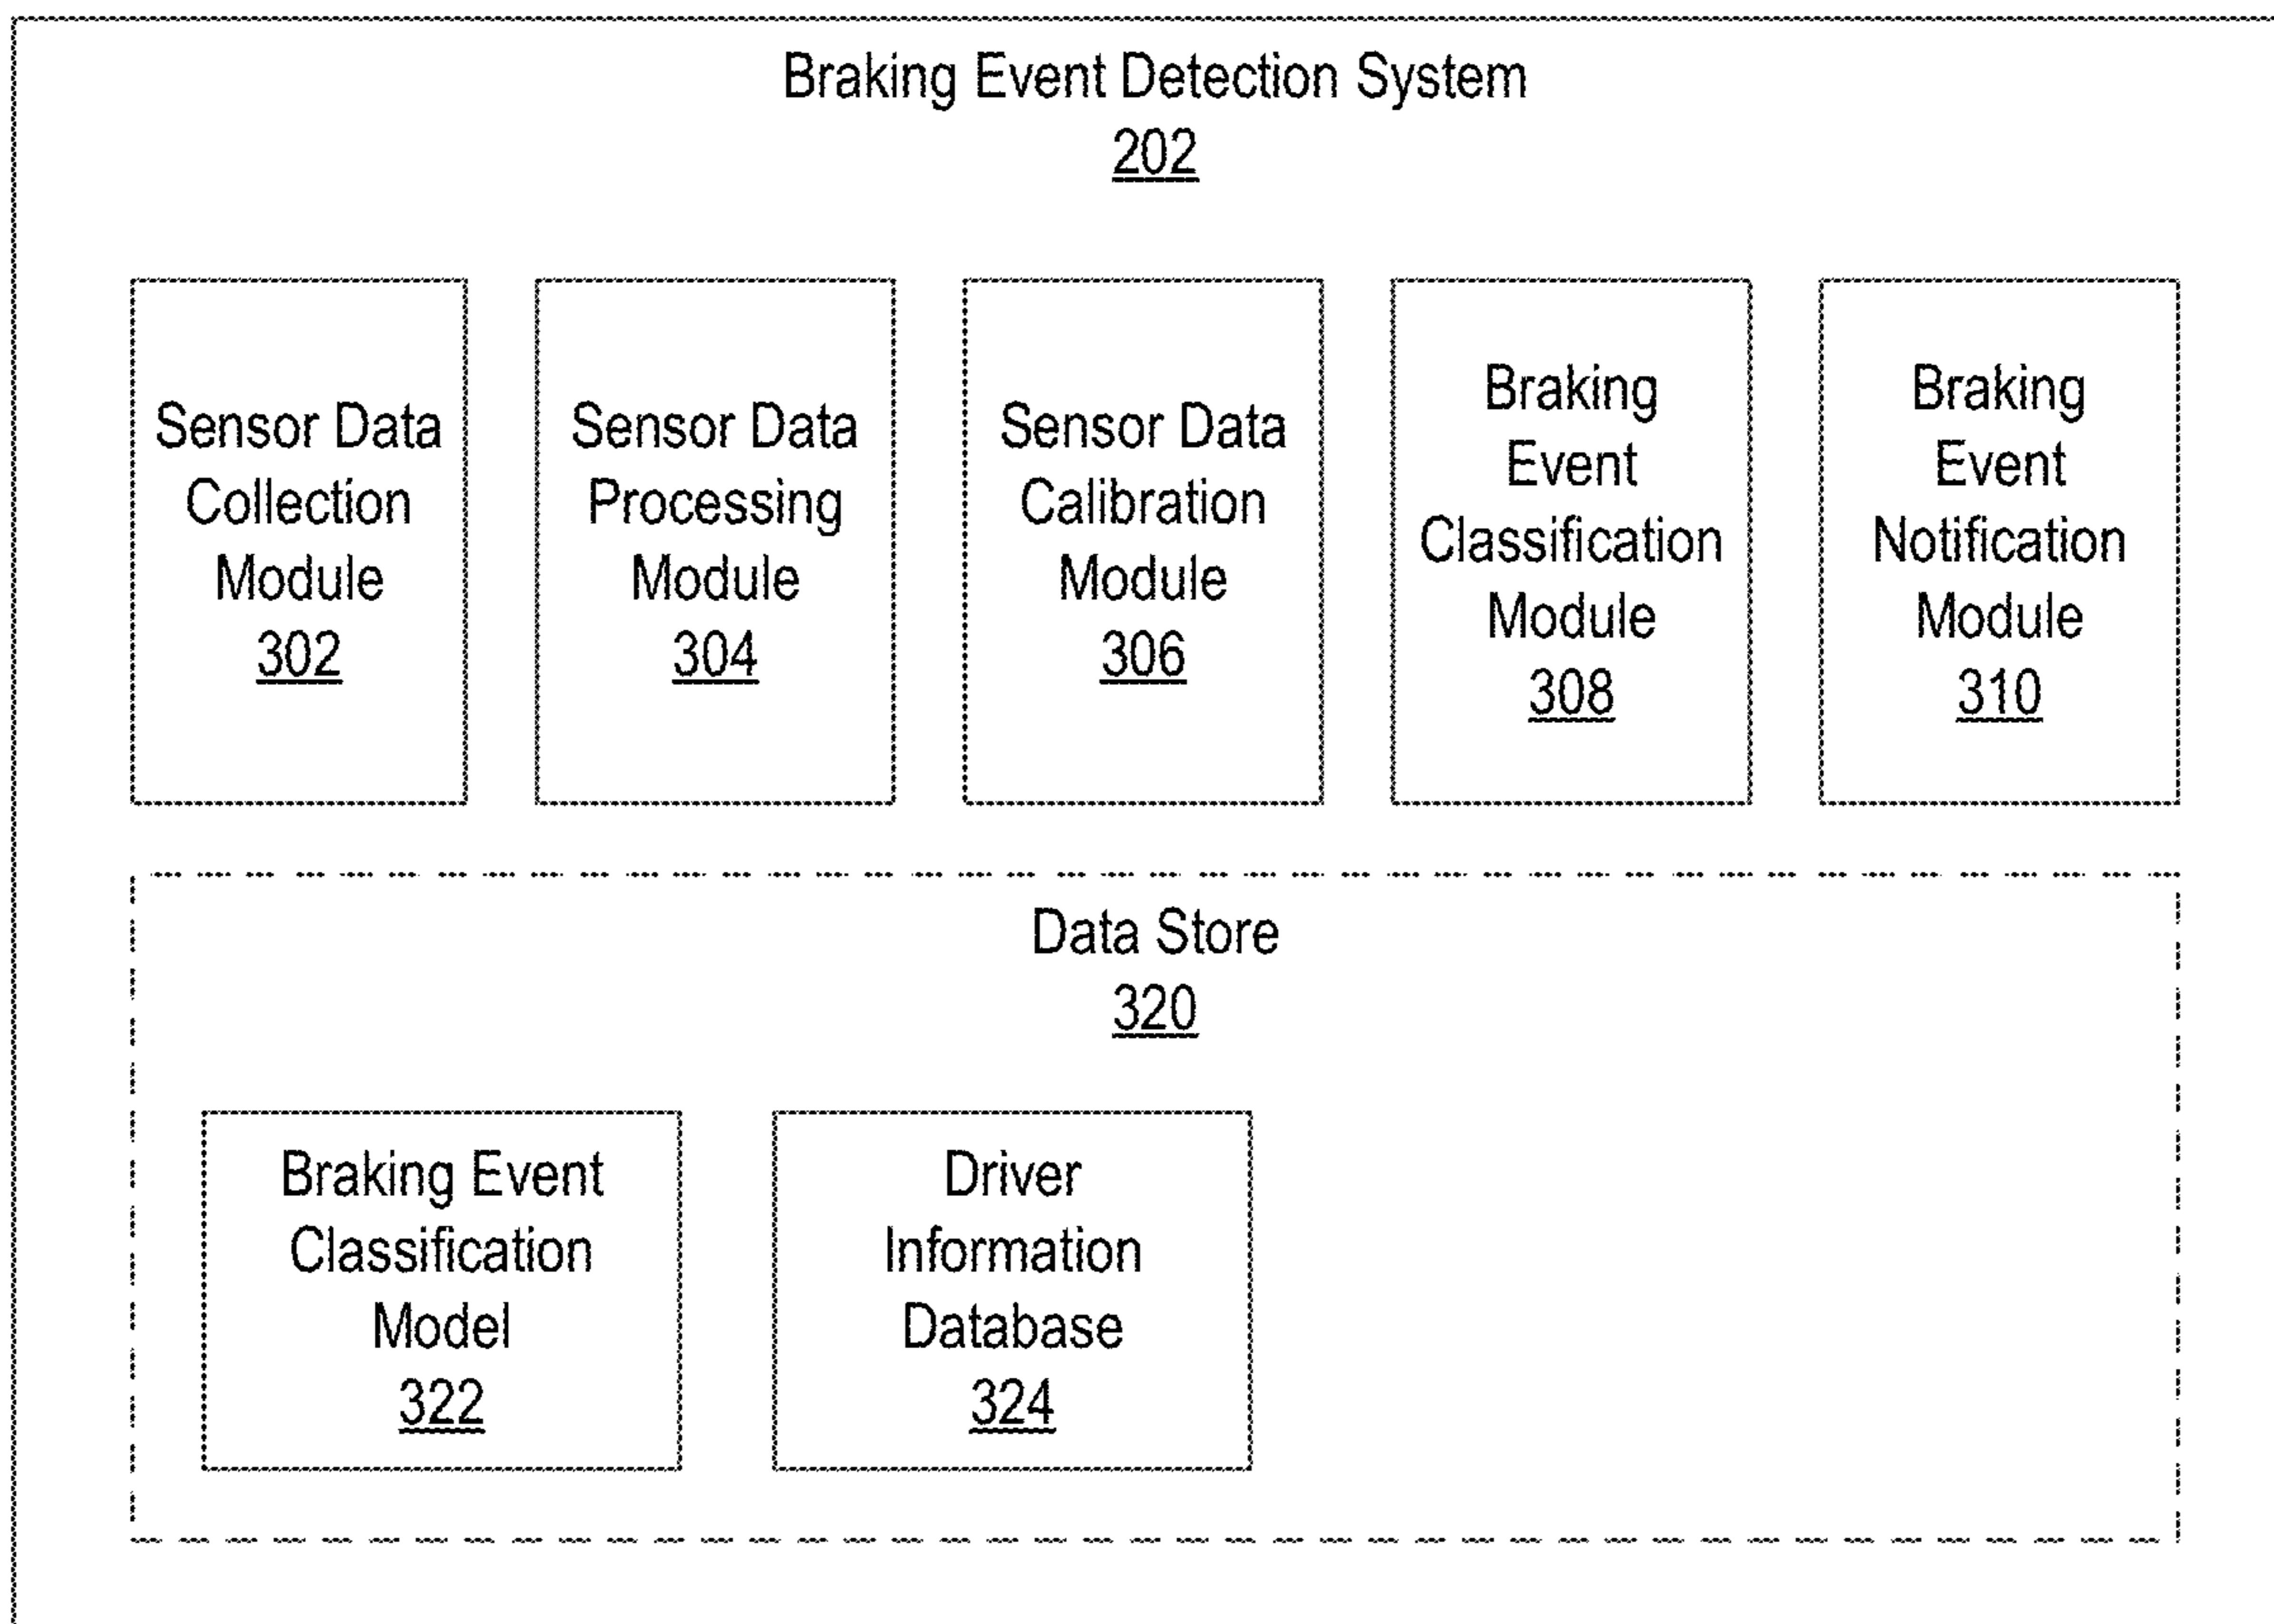 Braking Event Detection System
202
Sensor Data
Collection
Module
302
Sensor Data
Processing
Module
304
Sensor Data
Calibration
Module
306
Braking
Event
Classification
Module
308
Braking
Event
Notification
Module
310
Data Store
320
Braking Event
Classification
Model
322
Driver
Information
Database
324